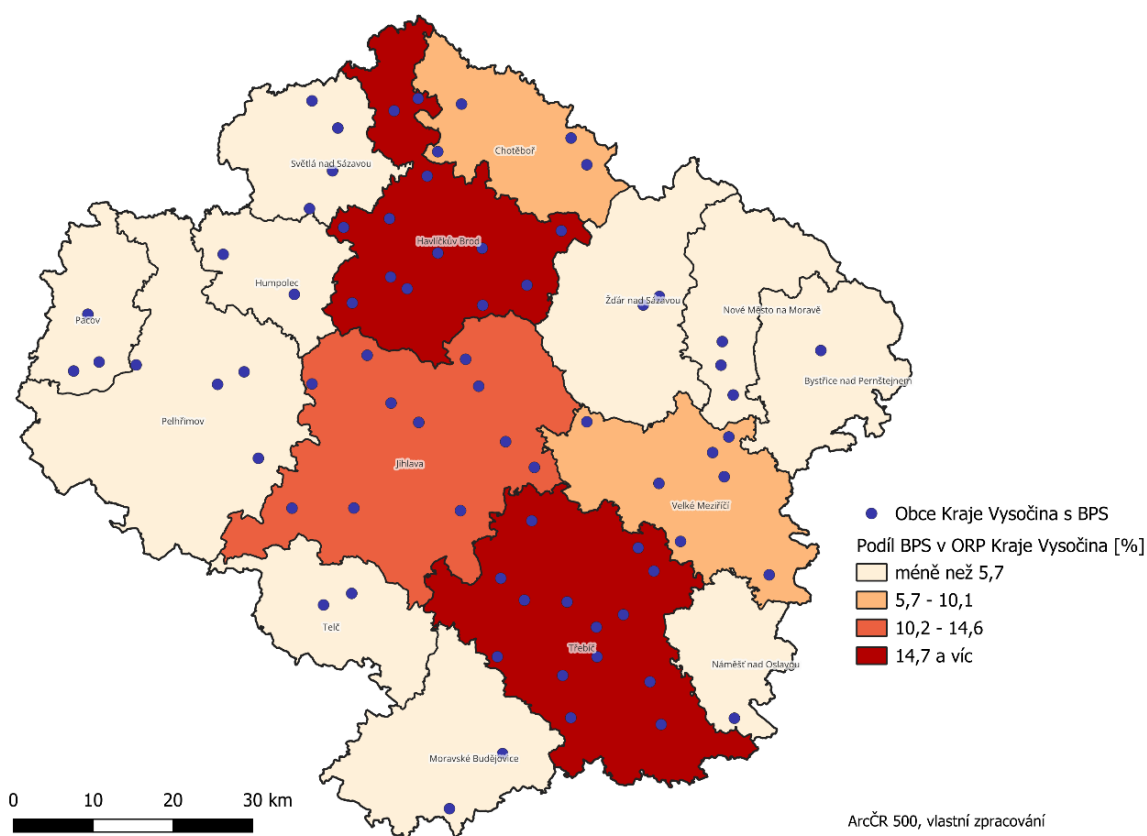 Chotěboř
Světlá nad Sázavou
Havlíčkův Brod
Humpolec
Žďár nad Sázavou
Nové Město na Moravě
Pacov
Bystřice nad Pernštejnem
Pelhřimov
Jihlava
Velké Meziříčí
Telč
Třebíč
Náměšť nad Oslavou
Moravské Budějovice
Obce Kraje Vysočina s BPS
Podíl BPS v ORP Kraje Vysočina [%]
méně než 5,7
5,7 - 10,1
10,2 - 14,6
14,7 a víc
0 10 20 30 km
ArcČR 500, vlastní zpracování